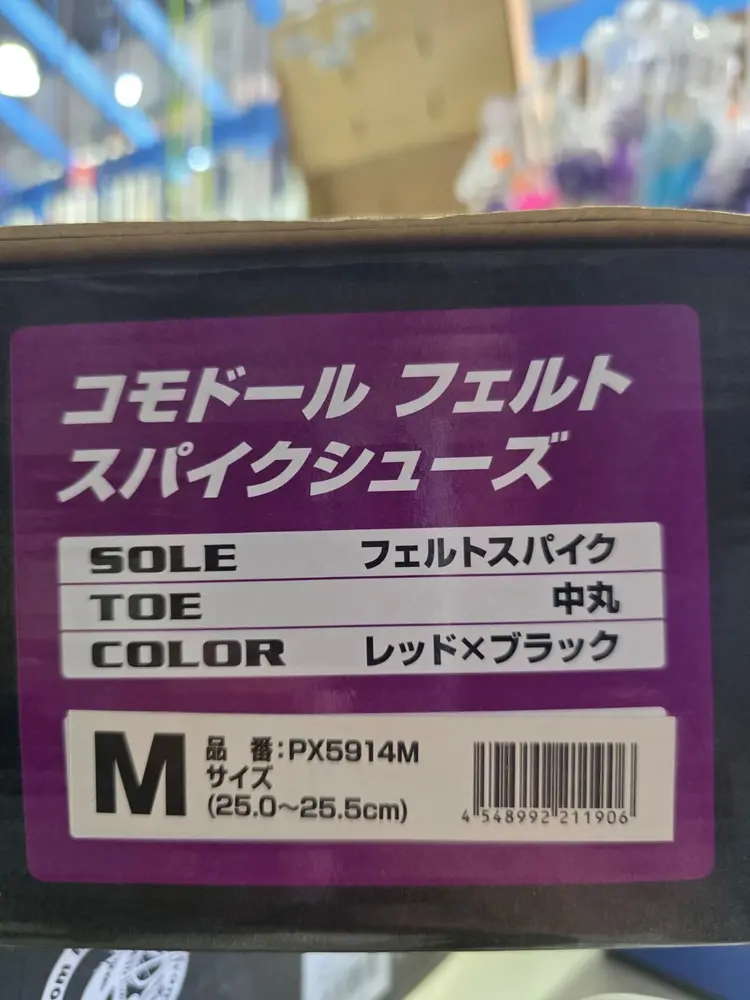 コモドール フェルト
スパイクシューズ
SOLE フェルトスパイク
TOE 中丸
COLOR レッド×ブラック
M
品 番:PX5914M
サイズ
(25.0～25.5cm)
4 548992 211906